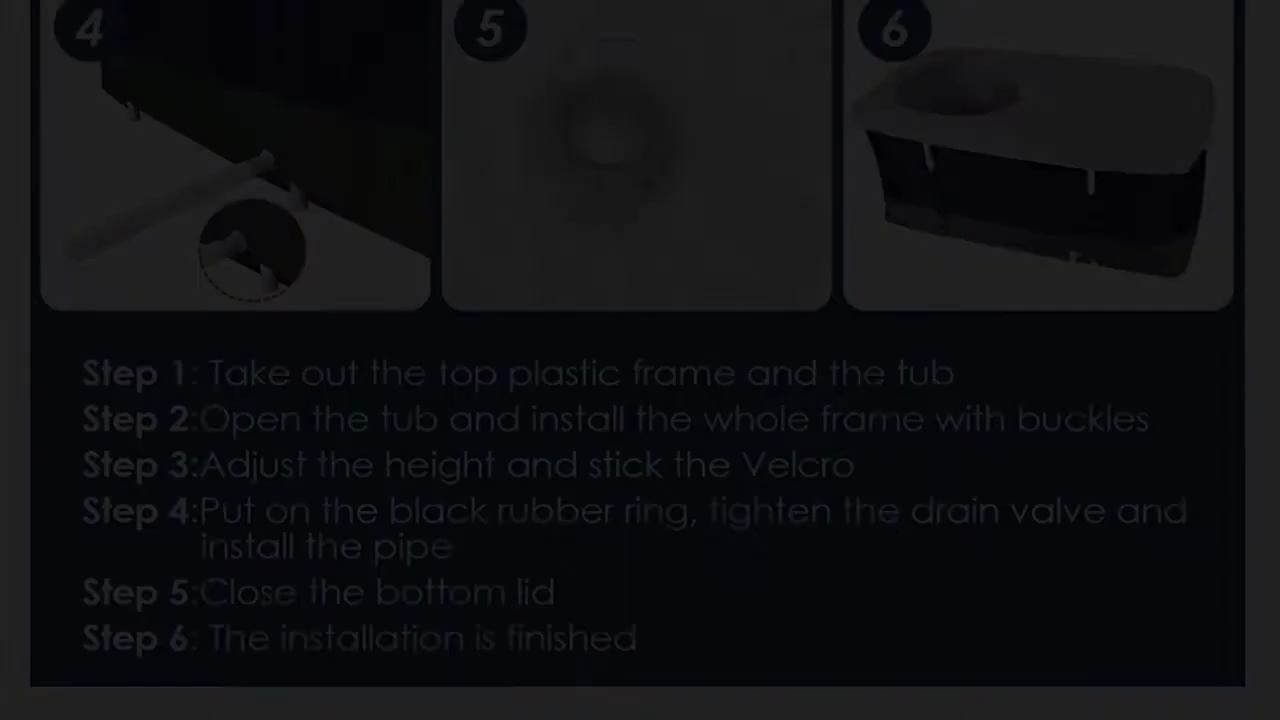 4
5
6
Step 1: Take out the top plastic frame and the tub
Step 2:Open the tub and install the whole frame with buckles
Step 3:Adjust the height and stick the Velcro
Step 4:Put on the black rubber ring, tighten the drain valve and
install the pipe
Step 5:Close the bottom lid
Step 6: The installation is finished